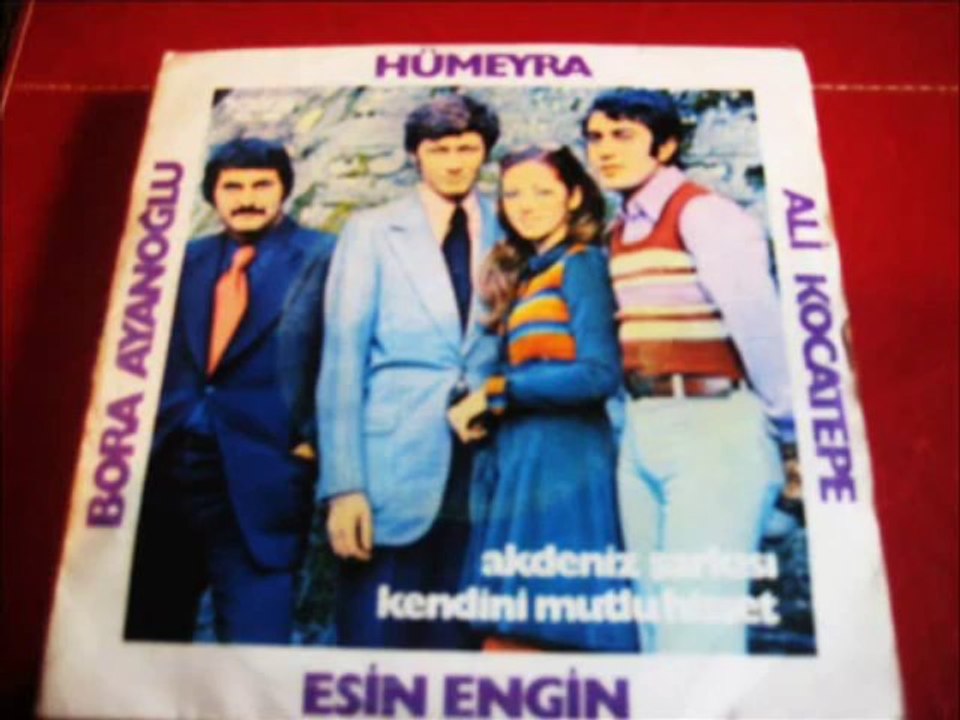 HÜMEYRA
BORA AYANOĞLU
ALİ KOCATEPE
akdeniz şarkısı
kendini mutlu hisset
ESİN ENGİN